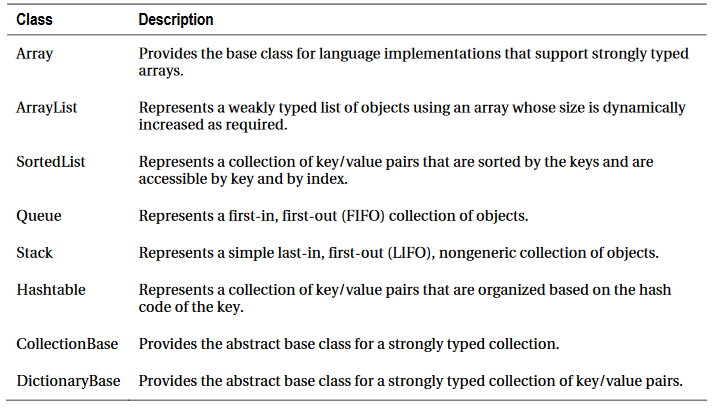 Class Description
Array Provides the base class for language implementations that support strongly typed
arrays.
ArrayList Represents a weakly typed list of objects using an array whose size is dynamically
increased as required.
SortedList Represents a collection of key/value pairs that are sorted by the keys and are
accessible by key and by index.
Queue Represents a first-in, first-out (FIFO) collection of objects.
Stack Represents a simple last-in, first-out (LIFO), nongeneric collection of objects.
Hashtable Represents a collection of key/value pairs that are organized based on the hash
code of the key.
CollectionBase Provides the abstract base class for a strongly typed collection.
DictionaryBase Provides the abstract base class for a strongly typed collection of key/value pairs.